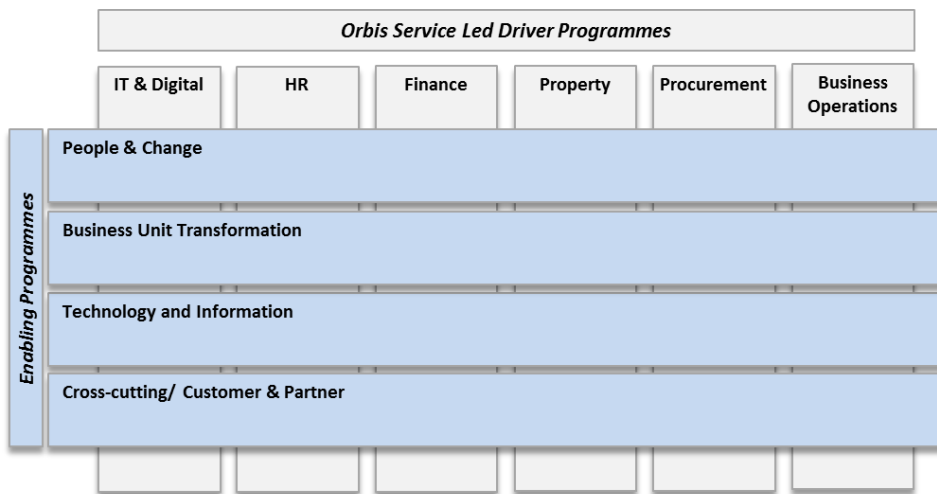 Orbis Service Led Driver Programmes
IT & Digital
HR
Finance
Property
Procurement
Business
Operations
Enabling Programmes
People & Change
Business Unit Transformation
Technology and Information
Cross-cutting/ Customer & Partner